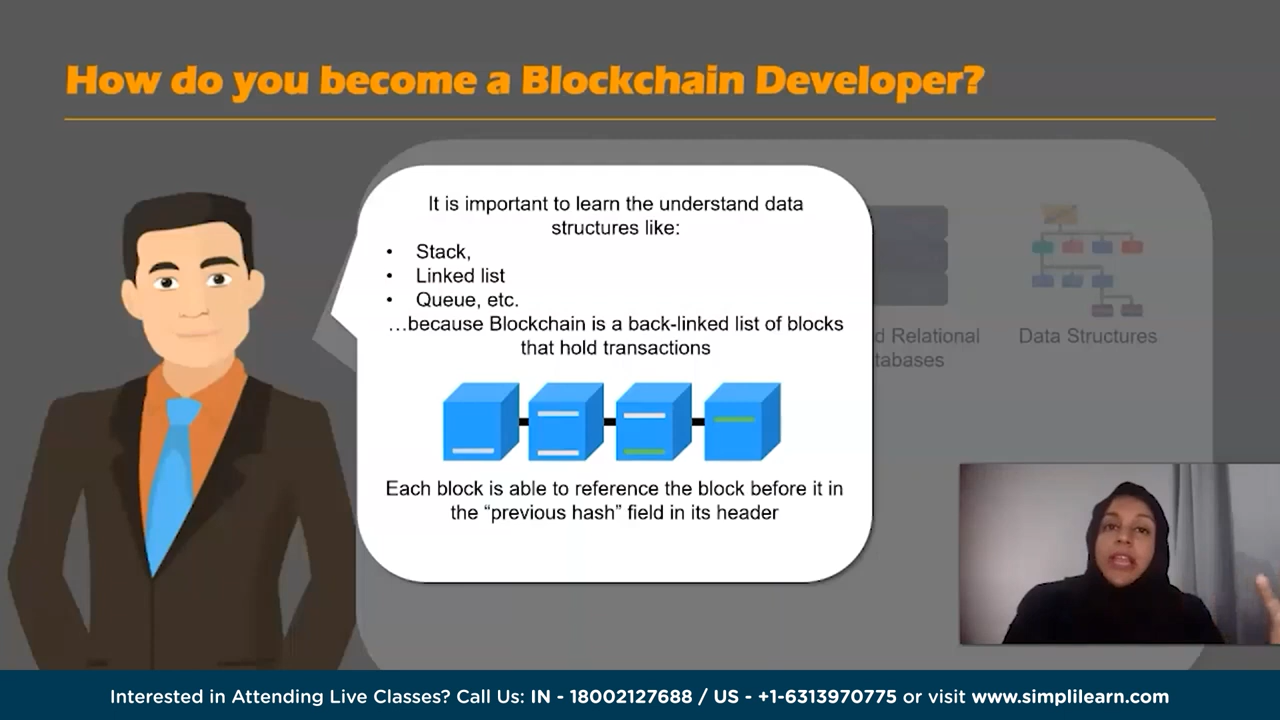 How do you become a Blockchain Developer?
It is important to learn the understand data
structures like:
• Stack,
• Linked list
• Queue, etc.
…because Blockchain is a back-linked list of blocks
that hold transactions
Each block is able to reference the block before it in
the “previous hash” field in its header
Relational
Data Structures
Interested in Attending Live Classes? Call Us: IN - 18002127688 / US - +1-6313970775 or visit www.simplilearn.com